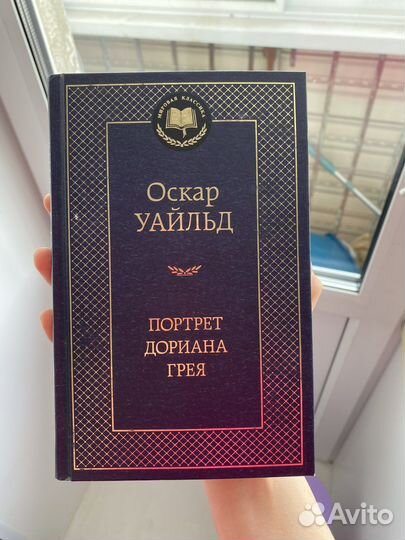 МИРОВАЯ КЛАССИКА
Оскар
УАЙЛЬД
ПОРТРЕТ
ДОРИАНА
ГРЕЯ
Avito